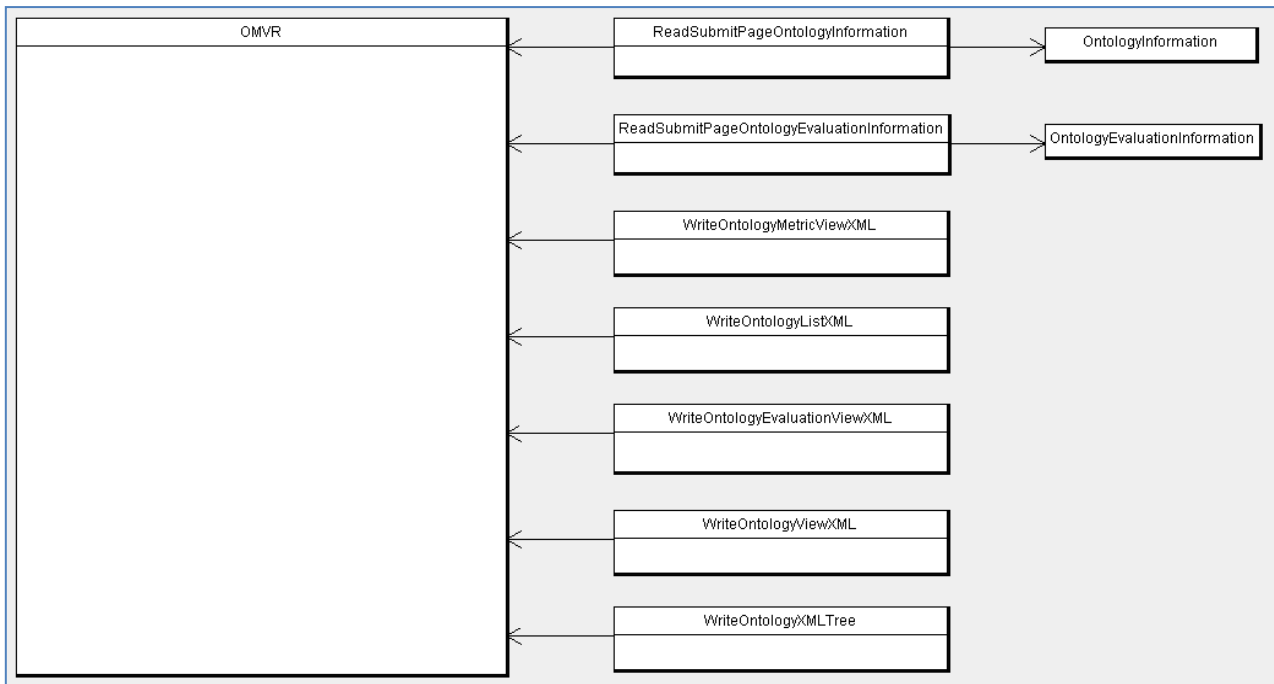 OMVR
ReadSubmitPageOntologyInformation
OntologyInformation
ReadSubmitPageOntologyEvaluationInformation
OntologyEvaluationInformation
WriteOntologyMetricViewXML
WriteOntologyListXML
WriteOntologyEvaluationViewXML
WriteOntologyViewXML
WriteOntologyXMLTree